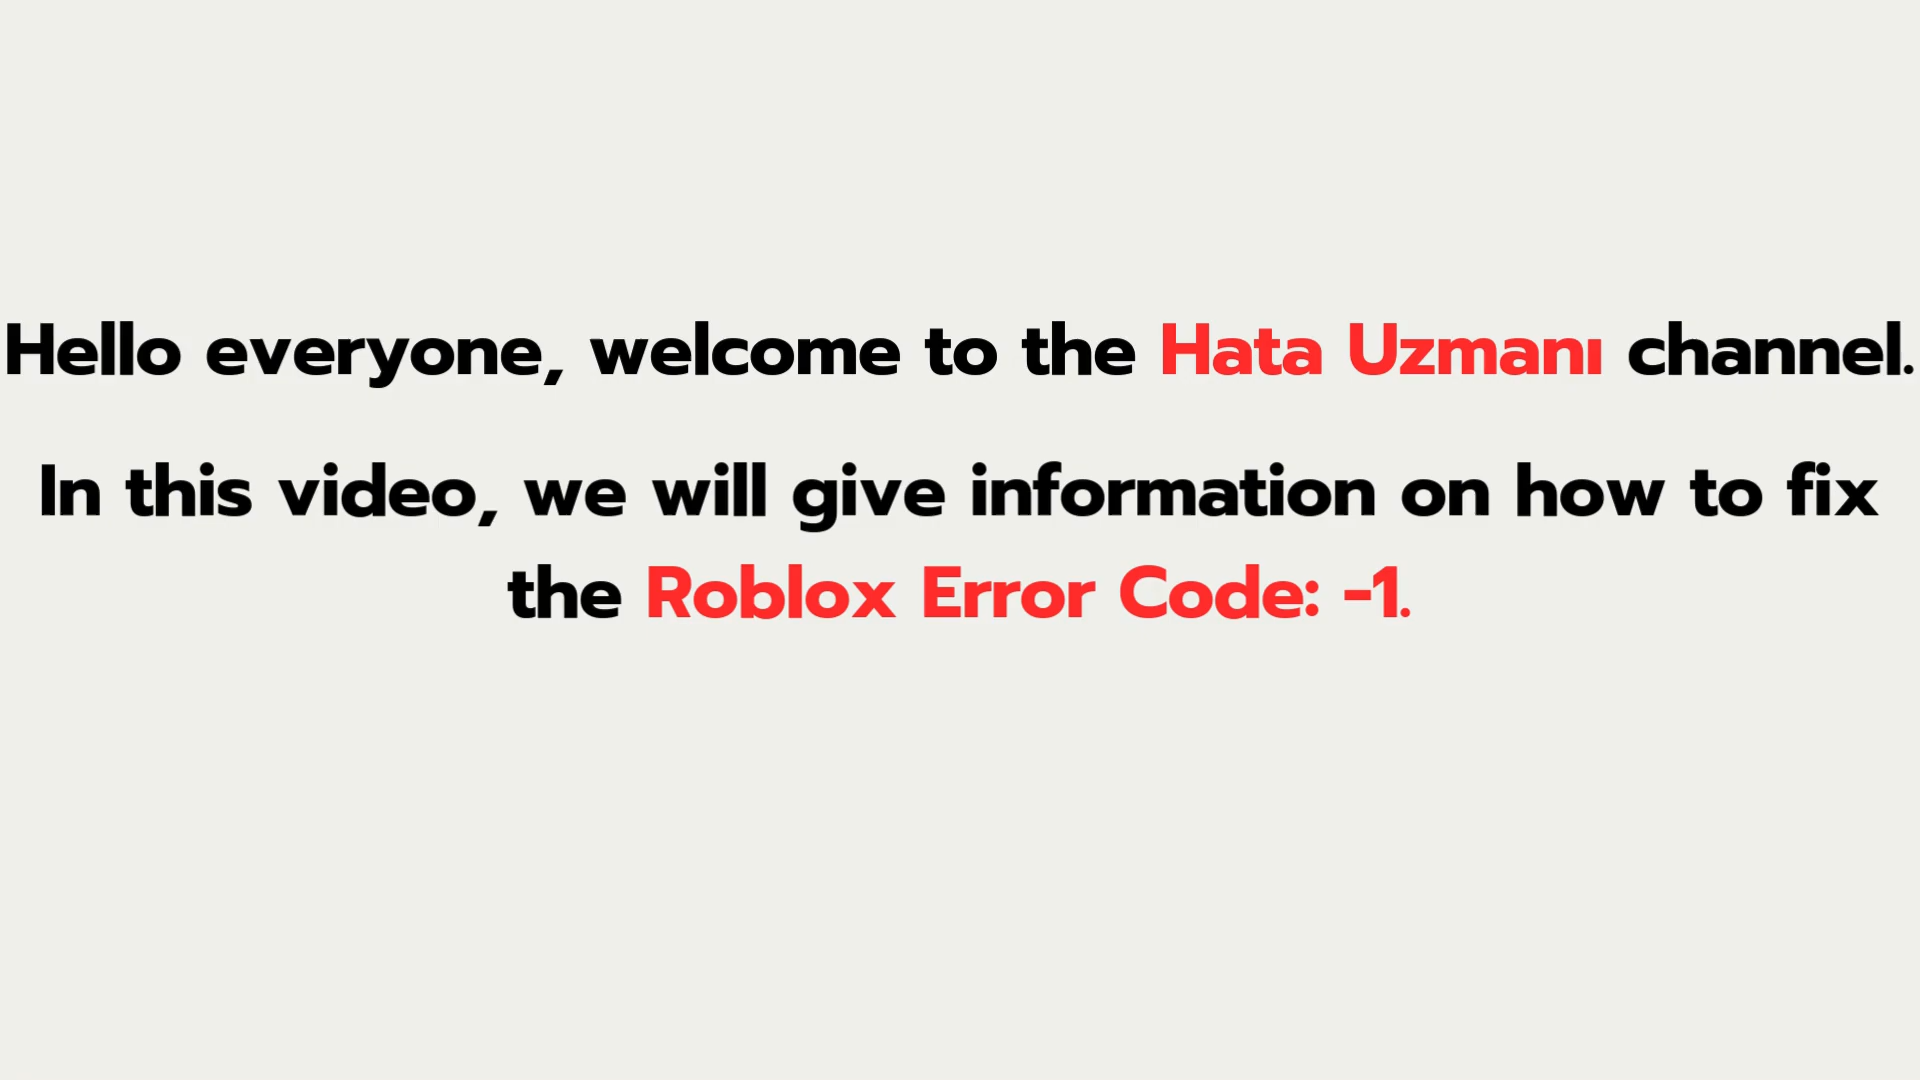 Hello everyone, welcome to the Hata Uzmanı channel.
In this video, we will give information on how to fix
the Roblox Error Code: -1.